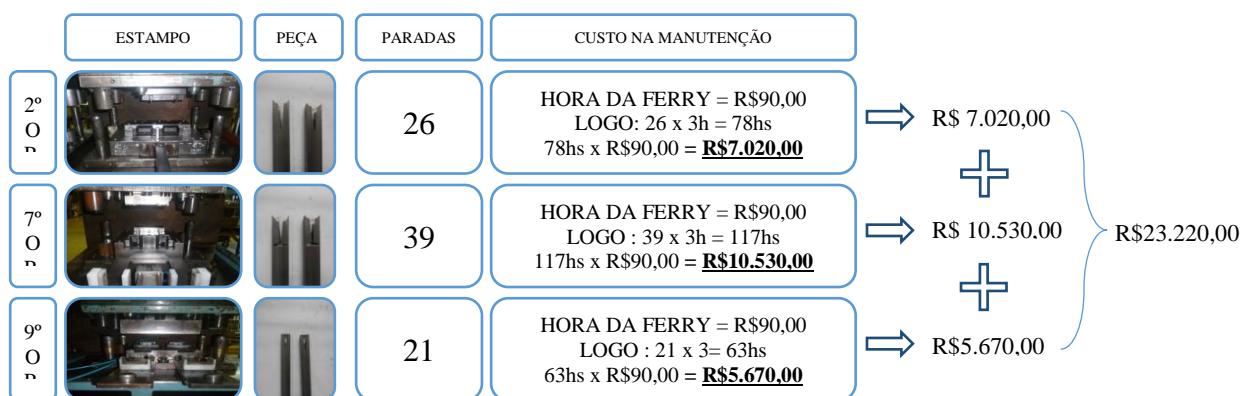 ESTAMPO PEÇA PARADAS CUSTO NA MANUTENÇÃO
2º
O
26
HORA DA FERRY = R$90,00
LOGO: 26 x 3h = 78hs
78hs x R$90,00 = R$7.020,00
R$ 7.020,00
7º
O
39
HORA DA FERRY = R$90,00
LOGO : 39 x 3h = 117hs
117hs x R$90,00 = R$10.530,00
R$ 10.530,00
R$23.220,00
9º
O
21
HORA DA FERRY = R$90,00
LOGO : 21 x 3= 63hs
63hs x R$90,00 = R$5.670,00
R$5.670,00